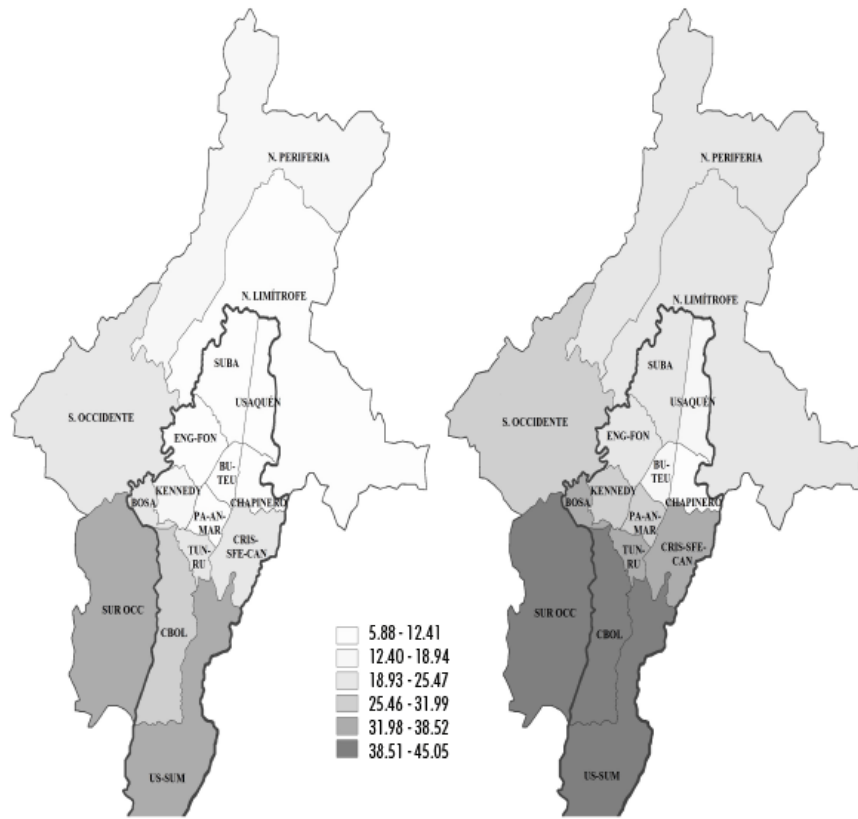 N. PERIFERIA
N. LIMÍTROFE
SUBA
USAQUÉN
S. OCCIDENTE
ENG-FON
BU-
TEU
KENNEDY
BOSA
CHAPINERO
PA-AN-
MAR
CRIS-
SFE-CAN
TUN-
RU
SUR OCC
CBOL
US-SUM
5.88 - 12.41
12.40 - 18.94
18.93 - 25.47
25.46 - 31.99
31.98 - 38.52
38.51 - 45.05
N. PERIFERIA
N. LIMÍTROFE
SUBA
USAQUÉN
S. OCCIDENTE
ENG-FON
BU-
TEU
KENNEDY
BOSA
CHAPINERO
PA-AN-
MAR
CRIS-SFE-
CAN
TUN-
RU
SUR OCC
CBOL
US-SUM